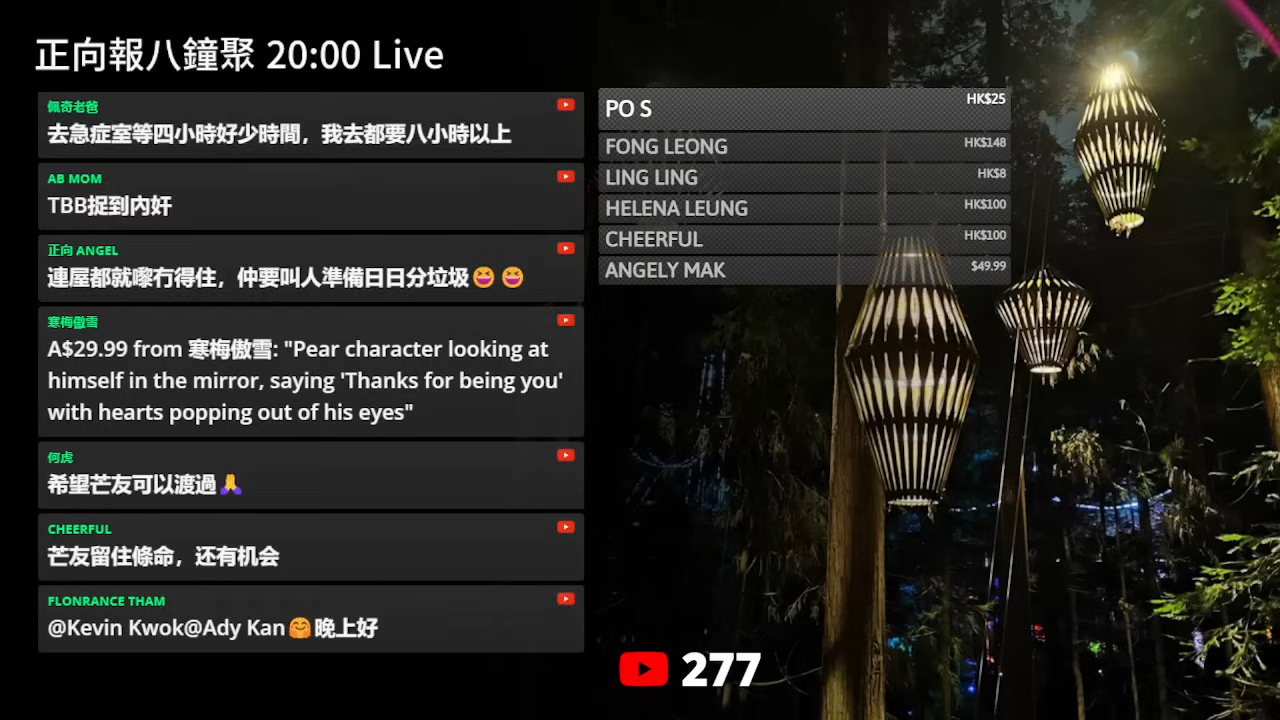 正向報八鐘聚 20:00 Live
佩奇老爸
去急症室等四小時好少時間，我去都要八小時以上
AB MOM
TBB捉到內奸
正向 ANGEL
連屋都就嚟冇得住，仲要叫人準備日日分垃圾😆 😆
寒梅傲雪
A$29.99 from 寒梅傲雪: "Pear character looking at
himself in the mirror, saying 'Thanks for being you'
with hearts popping out of his eyes"
何虎
希望芒友可以渡過🙏
CHEERFUL
芒友留住條命，还有机会
FLONRANCE THAM
@Kevin Kwok@Ady Kan🤗晚上好
PO S HK$25
FONG LEONG HK$148
LING LING HK$8
HELENA LEUNG HK$100
CHEERFUL HK$100
ANGELY MAK $49.99
277